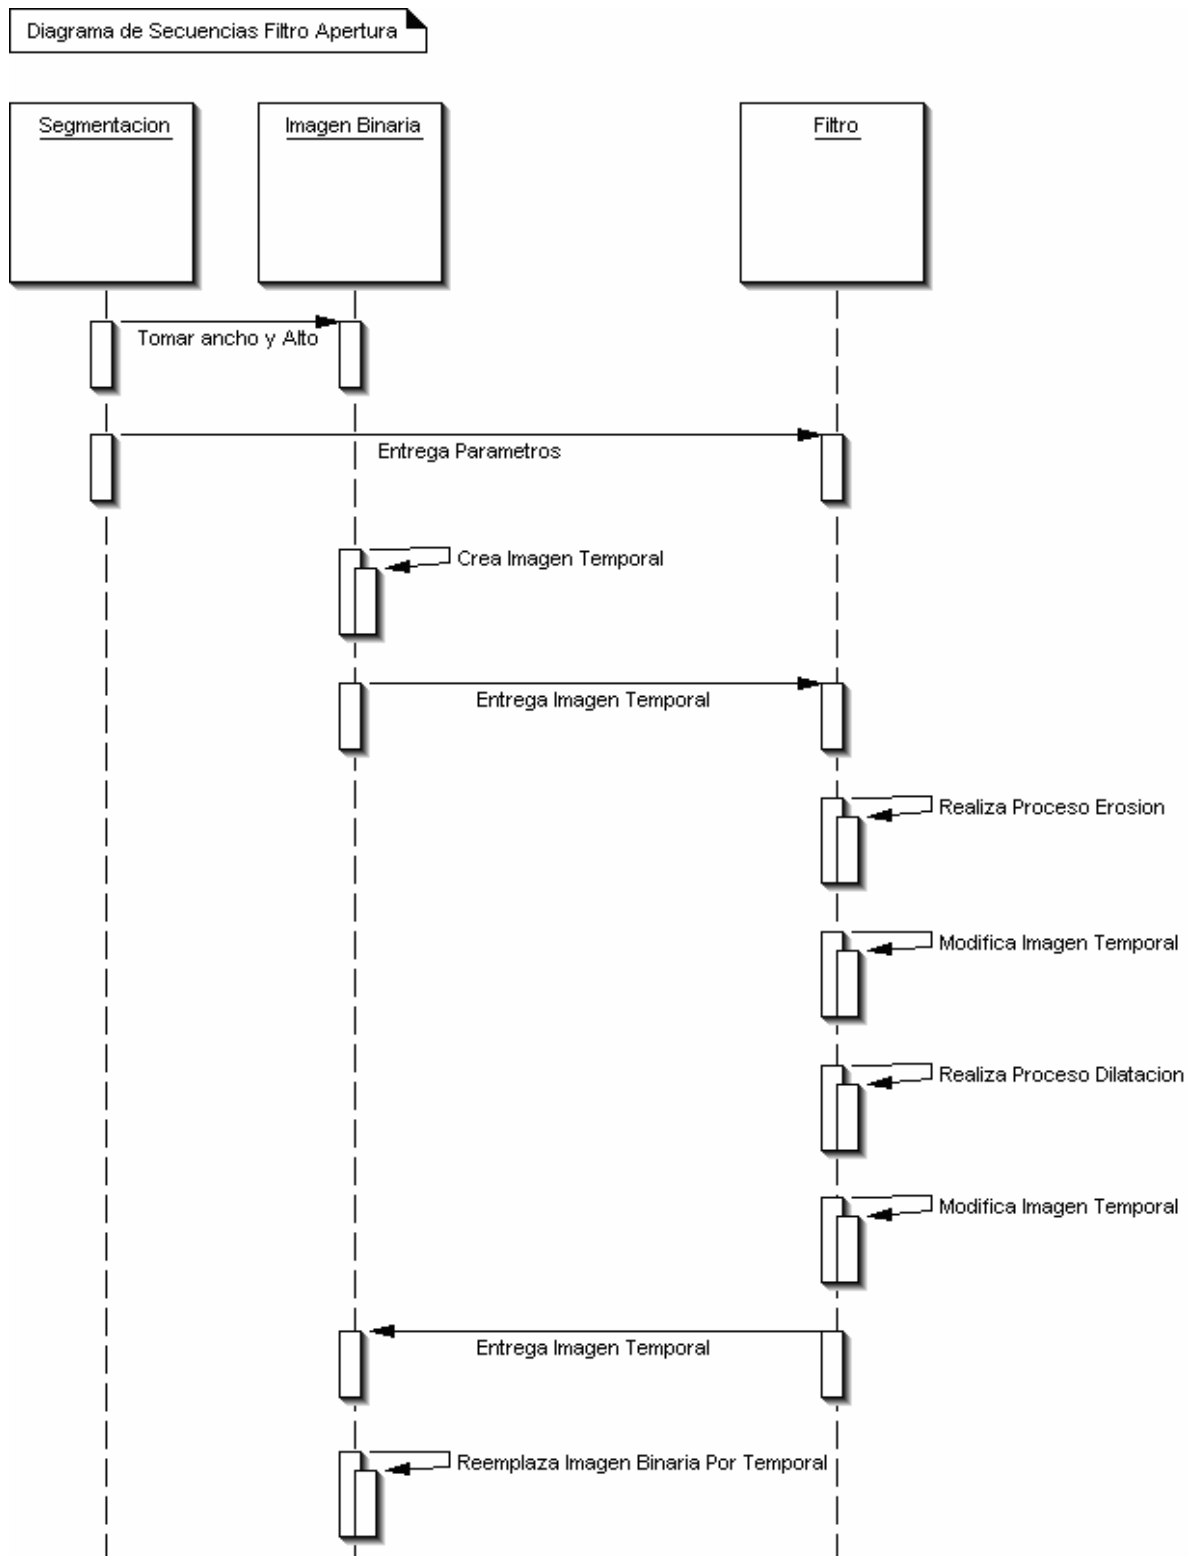 Diagrama de Secuencias Filtro Apertura
Segmentacion
Imagen Binaria
Filtro
Tomar ancho y Alto
Entrega Parametros
Crea Imagen Temporal
Entrega Imagen Temporal
Realiza Proceso Erosion
Modifica Imagen Temporal
Realiza Proceso Dilatacion
Modifica Imagen Temporal
Entrega Imagen Temporal
Reemplaza Imagen Binaria Por Temporal